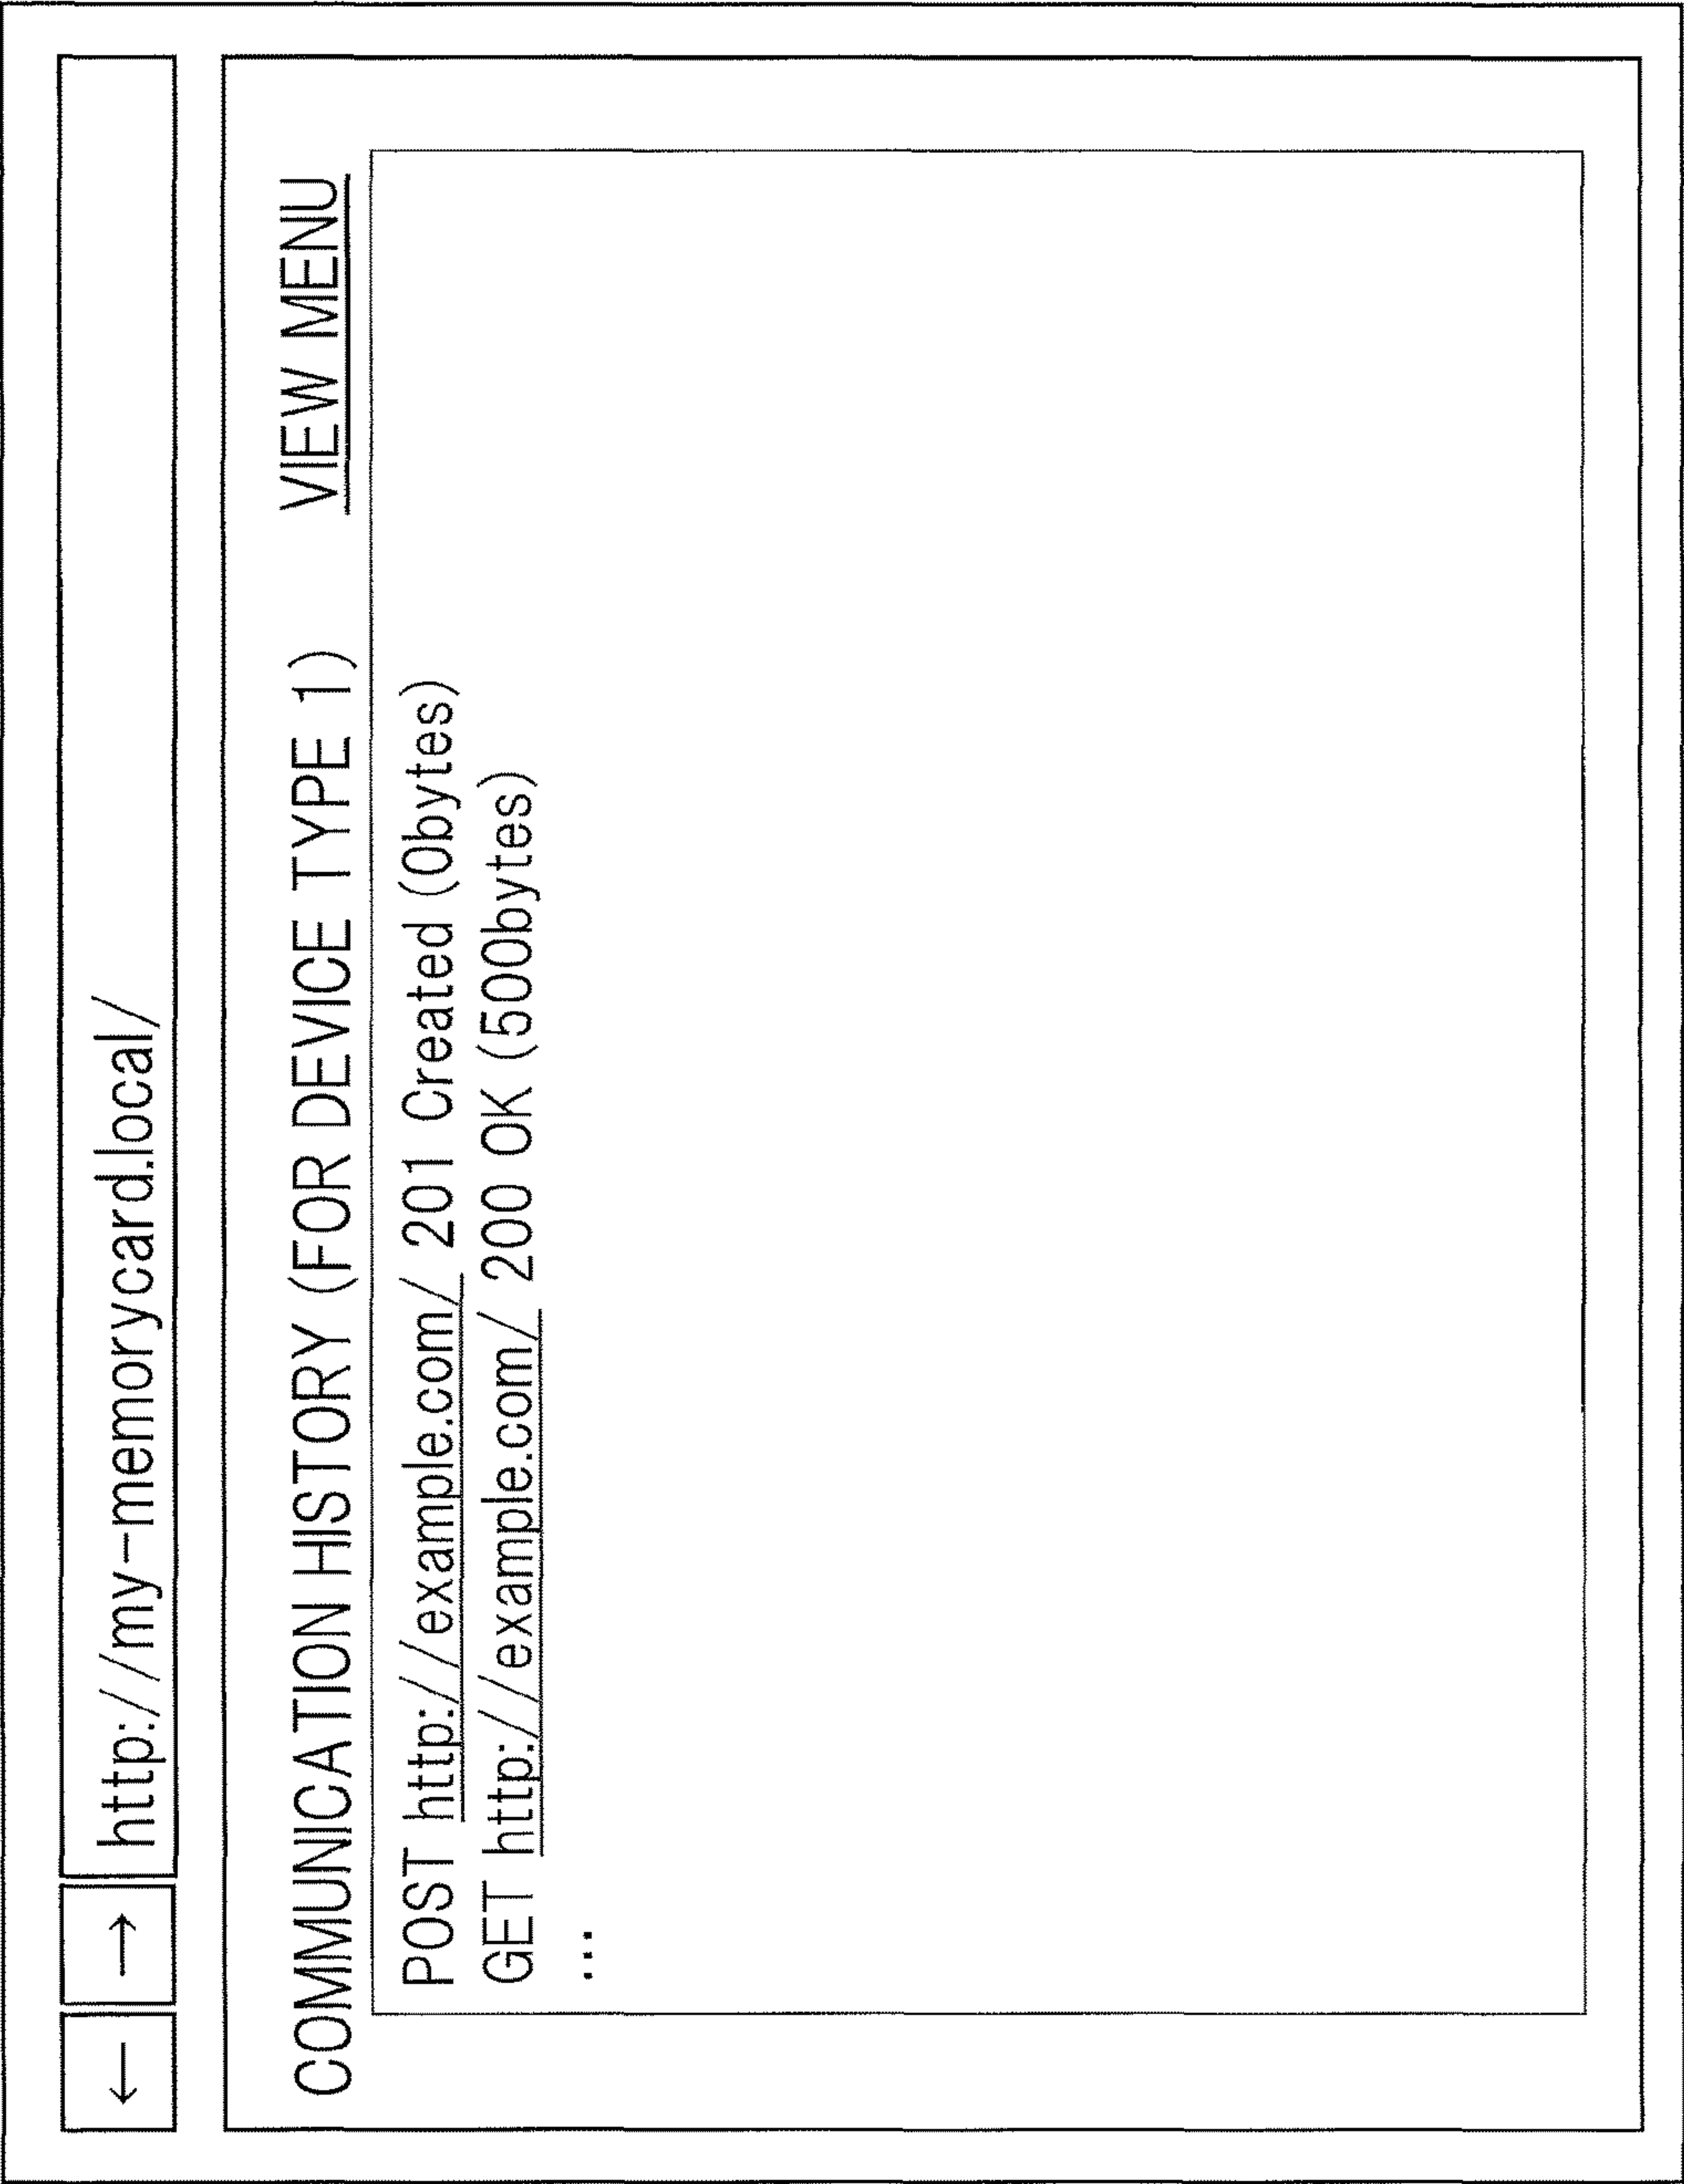 ← → http://my-memorycard.local/
COMMUNICATION HISTORY (FOR DEVICE TYPE 1) VIEW MENU
POST http://example.com/ 201 Created (0bytes)
GET http://example.com/ 200 OK (500bytes)
...